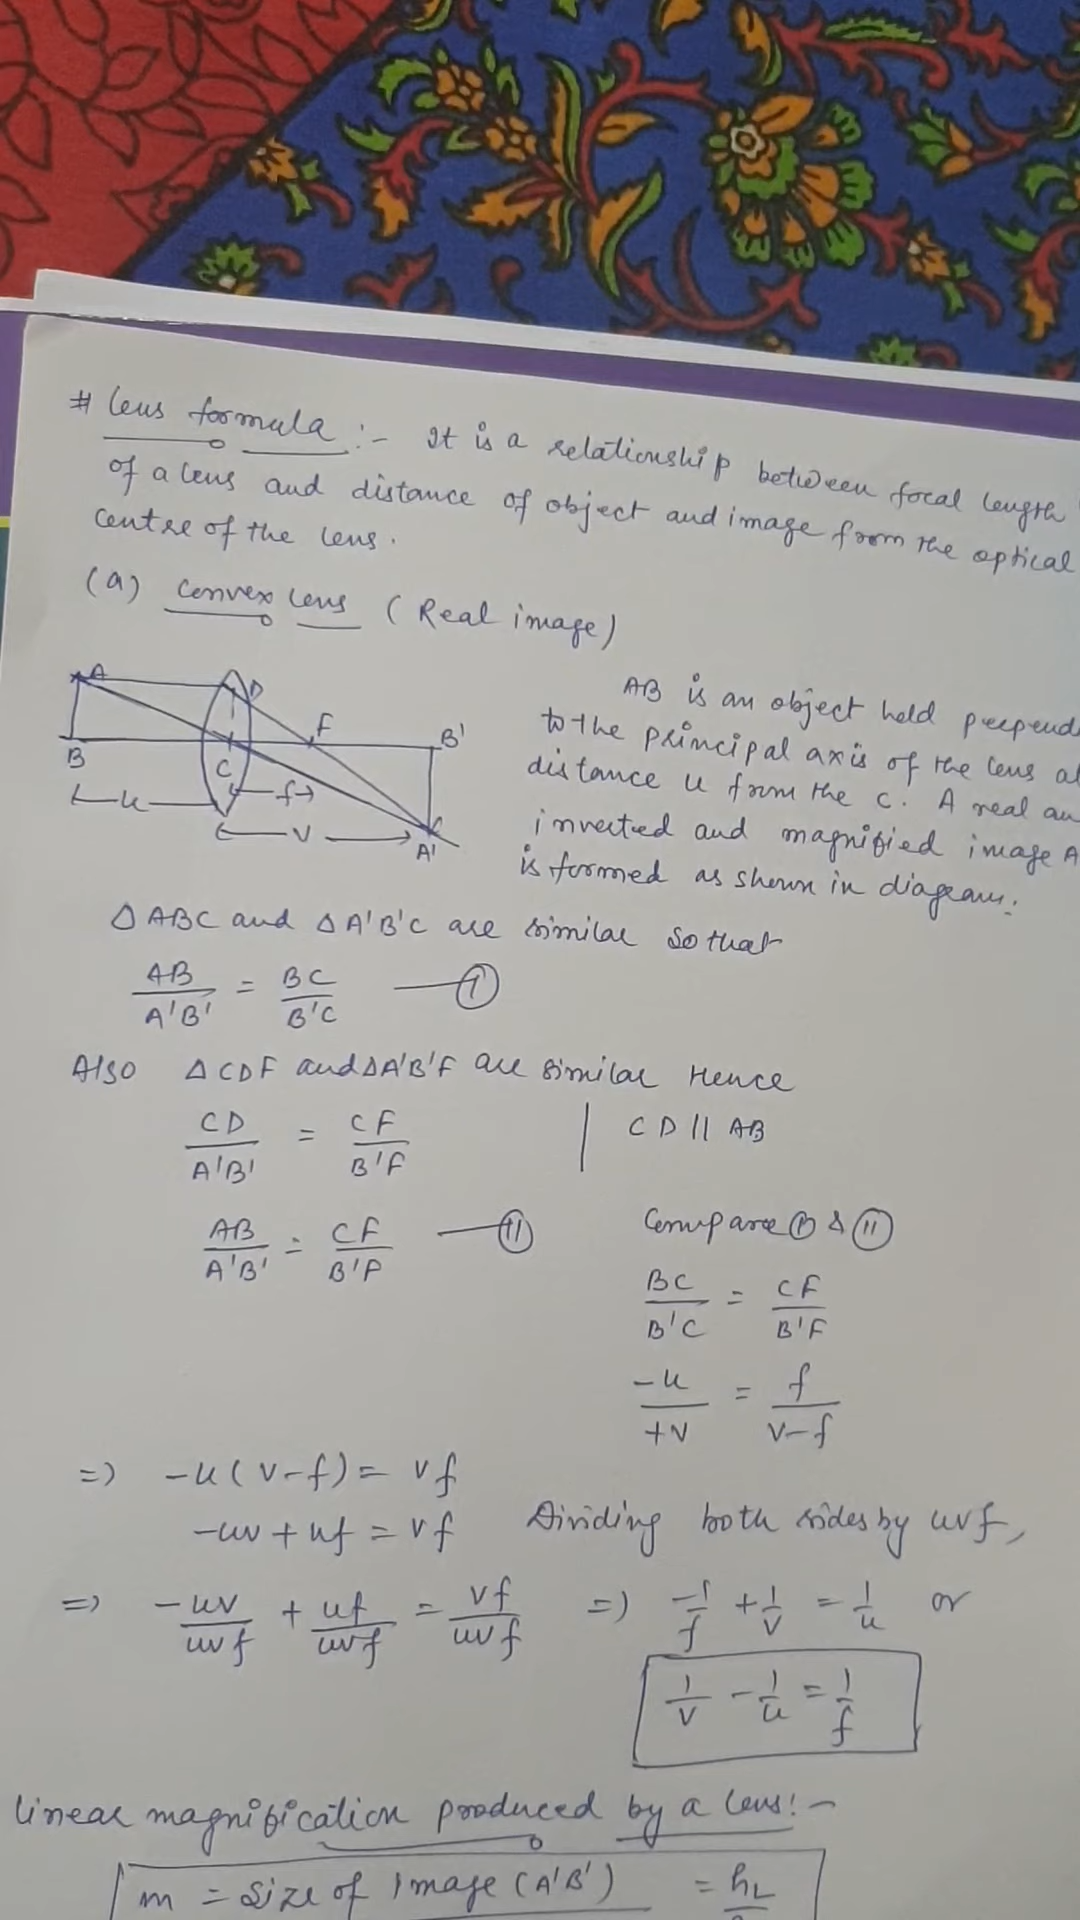 # Lens formula :- It is a relationship between focal length
of a lens and distance of object and image from the optical
centre of the lens.
(a) Convex lens (Real image)
A
D
F
B'
B
C
u
f
v
A'
AB is an object held perpend
to the principal axis of the lens at
distance u from the C. A real an
inverted and magnified image A
is formed as shown in diagram.
Δ ABC and Δ A'B'C are similar so that
AB/A'B' = BC/B'C —(I)
Also Δ CDF and Δ A'B'F are similar Hence
CD/A'B' = CF/B'F | CD || AB
AB/A'B' = CF/B'F —(II)
Compare (I) & (II)
BC/B'C = CF/B'F
-u/+v = f/v-f
=) -u(v-f) = vf
-uv + uf = vf Dividing both sides by uvf,
=) -uv/uvf + uf/uvf = vf/uvf =) -1/f + 1/v = 1/u or
1/v - 1/u = 1/f
linear magnification produced by a lens:-
m = Size of Image (A'B') = h